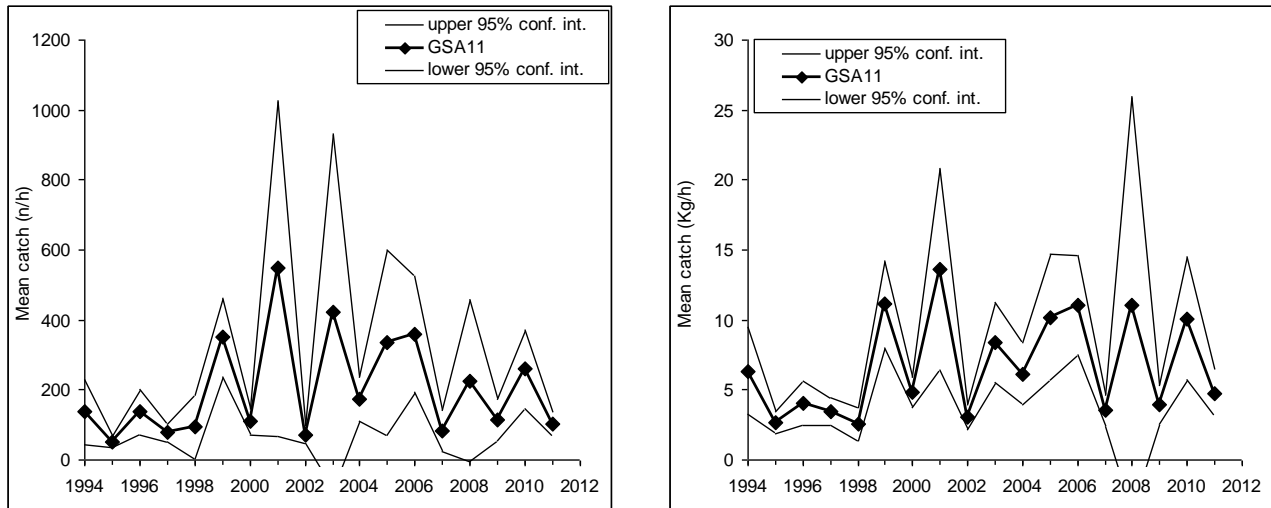 upper 95% conf. int.
GSA11
lower 95% conf. int.
Mean catch (n/h)
1200
1000
800
600
400
200
0
1994 1996 1998 2000 2002 2004 2006 2008 2010 2012
upper 95% conf. int.
GSA11
lower 95% conf. int.
Mean catch (Kg/h)
30
25
20
15
10
5
0
1994 1996 1998 2000 2002 2004 2006 2008 2010 2012